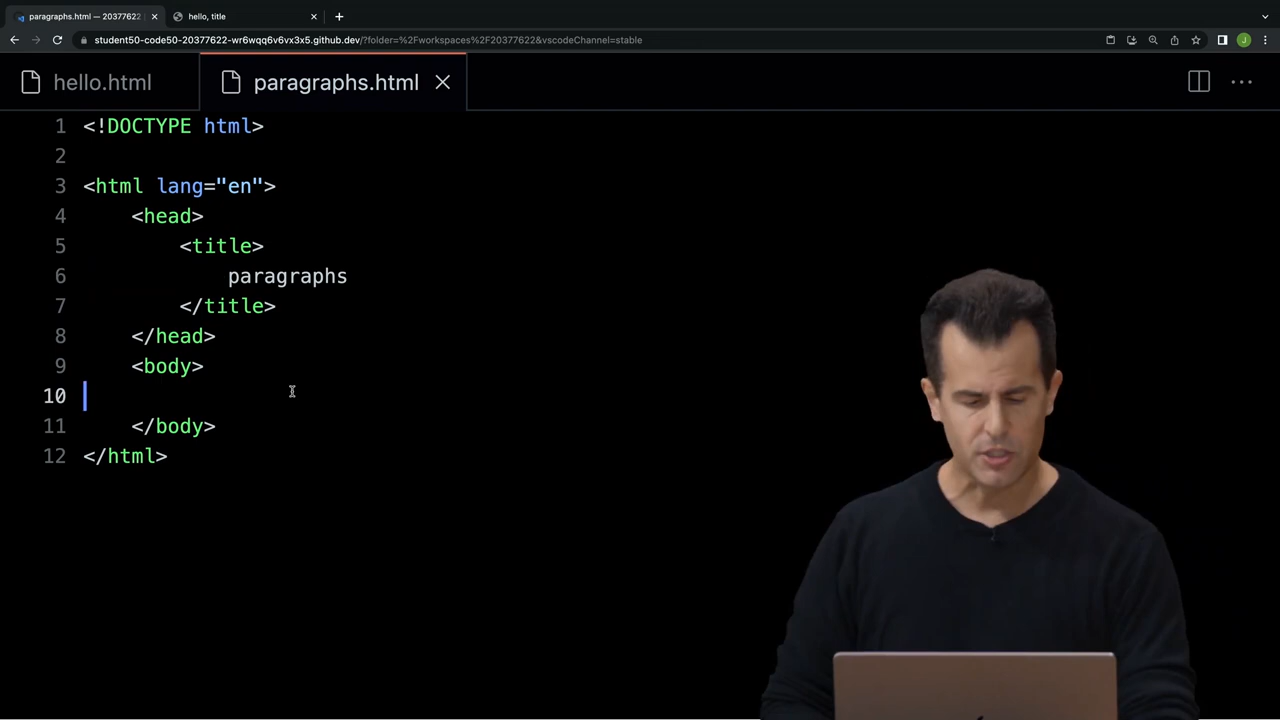 paragraphs.html — 20377622
hello, title
student50-code50-20377622-wr6wqq6v6vx3x5.github.dev/?folder=%2Fworkspaces%2F20377622&vscodeChannel=stable
J
hello.html
paragraphs.html
1 <!DOCTYPE html>
2
3 <html lang="en">
4 <head>
5 <title>
6 paragraphs
7 </title>
8 </head>
9 <body>
10
11 </body>
12 </html>